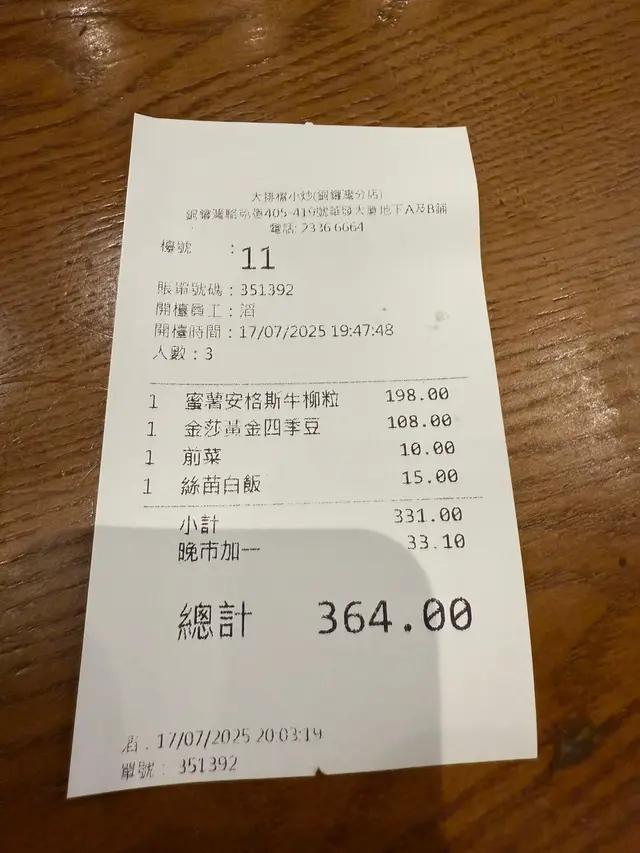 大排檔小炒(銅鑼灣分店)
銅鑼灣駱克道405-419號華發大廈地下A及B舖
電話: 2336 6664
檯號 : 11
賬單號碼 : 351392
開檯員工 : 滔
開檯時間 : 17/07/2025 19:47:48
人數 : 3
1 蜜薯安格斯牛柳粒 198.00
1 金莎黃金四季豆 108.00
1 前菜 10.00
1 絲苗白飯 15.00
小計 331.00
晚市加一 33.10
總計 364.00
17/07/2025 20:03:19
單號 : 351392